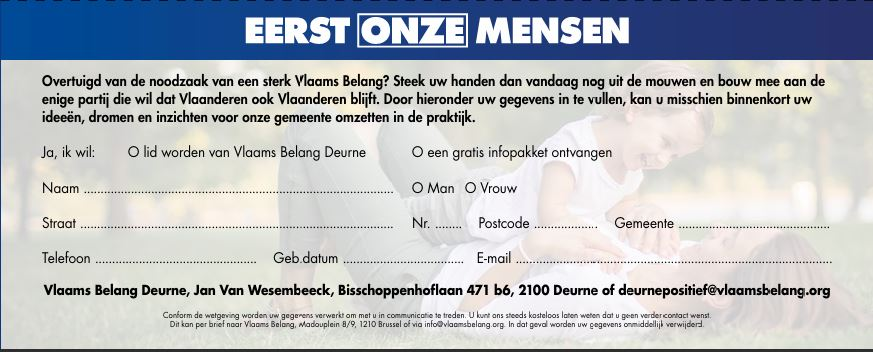 EERST ONZE MENSEN
Overtuigd van de noodzaak van een sterk Vlaams Belang? Steek uw handen dan vandaag nog uit de mouwen en bouw mee aan de
enige partij die wil dat Vlaanderen ook Vlaanderen blijft. Door hieronder uw gegevens in te vullen, kan u misschien binnenkort uw
ideeën, dromen en inzichten voor onze gemeente omzetten in de praktijk.
Ja, ik wil: O lid worden van Vlaams Belang Deurne O een gratis infopakket ontvangen
Naam ........................................................................ O Man O Vrouw
Straat ........................................................................ Nr. ....... Postcode ................ Gemeente .......................................
Telefoon .......................................... Geb.datum ............................... E-mail ................................................................................
Vlaams Belang Deurne, Jan Van Wesembeeck, Bisschoppenhoflaan 471 b6, 2100 Deurne of deurnepositief@vlaamsbelang.org
Conform de wetgeving worden uw gegevens verwerkt om met u in communicatie te treden. U kunt ons steeds kosteloos laten weten dat u geen verder contact wenst.
Dit kan per brief naar Vlaams Belang, Madouplein 8/9, 1210 Brussel of via info@vlaamsbelang.org. In dat geval worden uw gegevens onmiddellijk verwijderd.